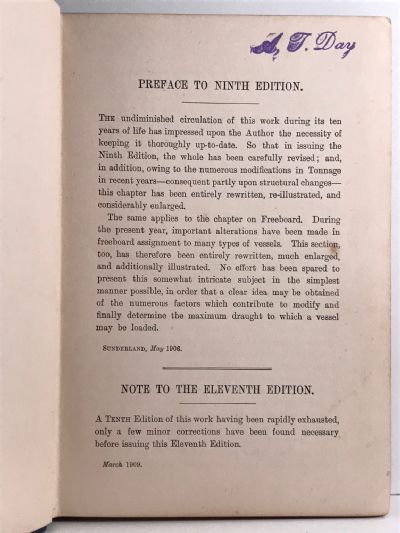 A. T. Day
PREFACE TO NINTH EDITION.
THE undiminished circulation of this work during its ten
years of life has impressed upon the Author the necessity of
keeping it thoroughly up-to-date. So that in issuing the
Ninth Edition, the whole has been carefully revised; and,
in addition, owing to the numerous modifications in Tonnage
in recent years—consequent partly upon structural changes—
this chapter has been entirely rewritten, re-illustrated, and
considerably enlarged.
The same applies to the chapter on Freeboard. During
the present year, important alterations have been made in
freeboard assignment to many types of vessels. This section,
too, has therefore been entirely rewritten, much enlarged,
and additionally illustrated. No effort has been spared to
present this somewhat intricate subject in the simplest
manner possible, in order that a clear idea may be obtained
of the numerous factors which contribute to modify and
finally determine the maximum draught to which a vessel
may be loaded.
SUNDERLAND, May 1906.
NOTE TO THE ELEVENTH EDITION.
A TENTH Edition of this work having been rapidly exhausted,
only a few minor corrections have been found necessary
before issuing this Eleventh Edition.
March 1909.